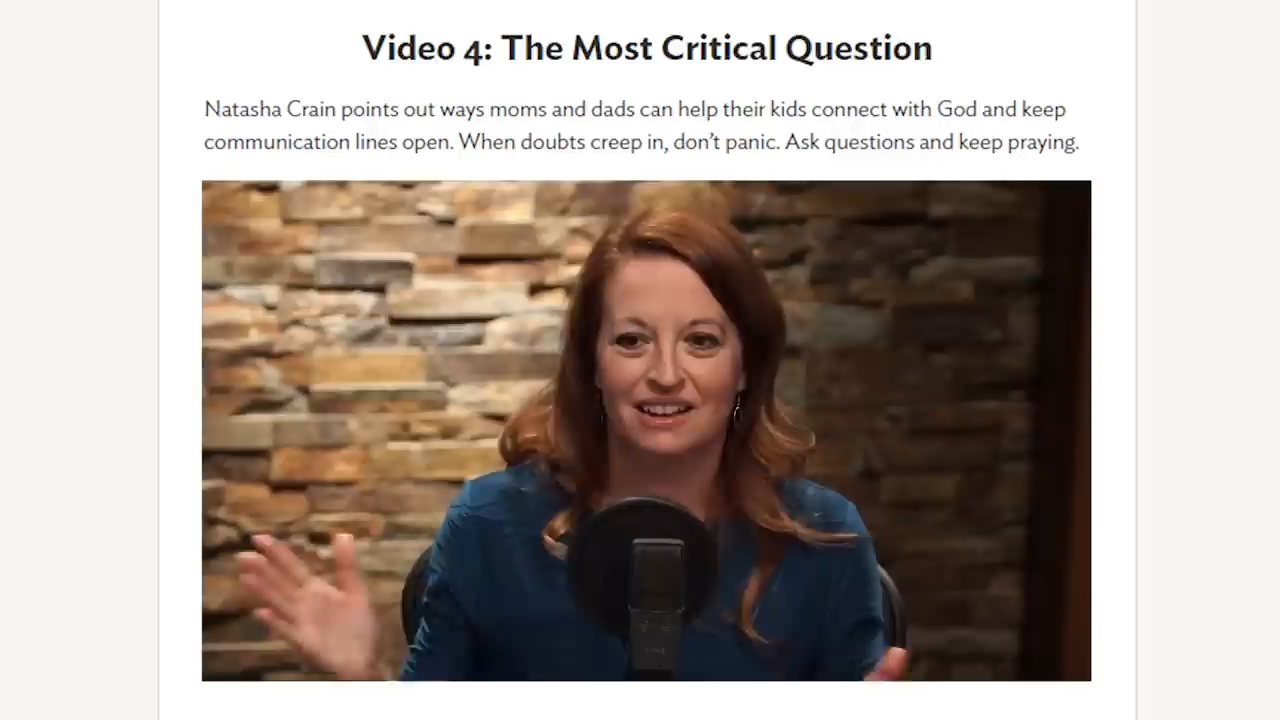 Video 4: The Most Critical Question
Natasha Crain points out ways moms and dads can help their kids connect with God and keep
communication lines open. When doubts creep in, don’t panic. Ask questions and keep praying.